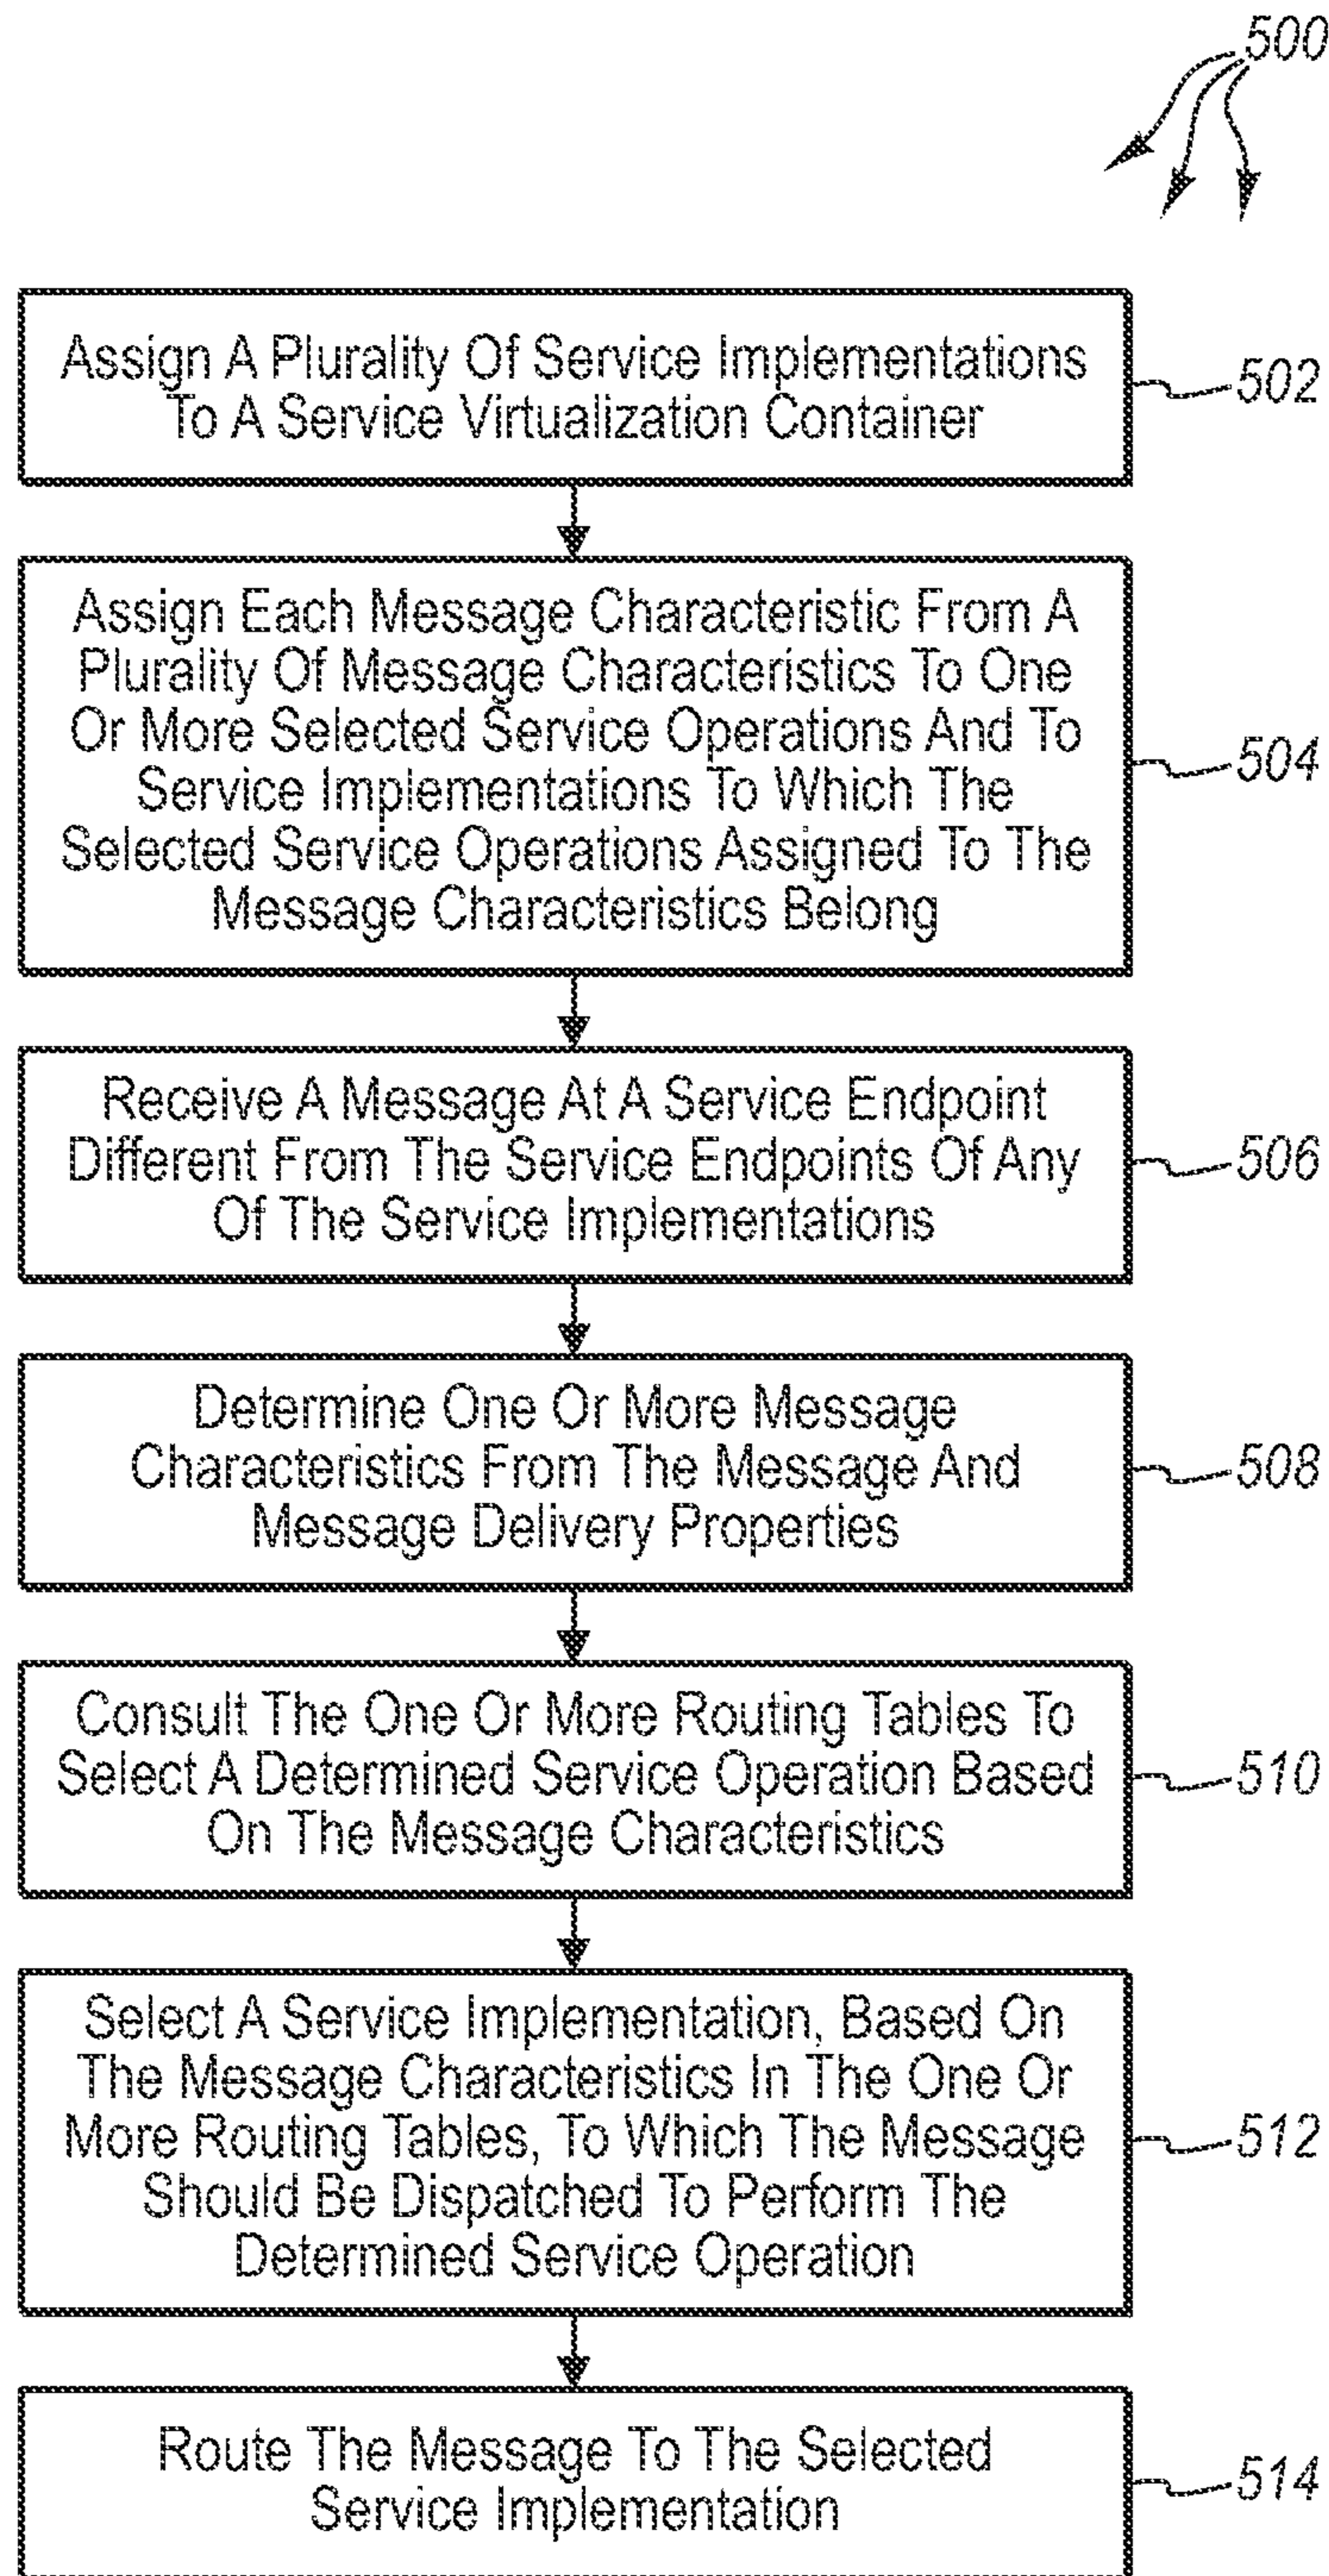 500
Assign A Plurality Of Service Implementations
To A Service Virtualization Container
502
Assign Each Message Characteristic From A
Plurality Of Message Characteristics To One
Or More Selected Service Operations And To
Service Implementations To Which The
Selected Service Operations Assigned To The
Message Characteristics Belong
504
Receive A Message At A Service Endpoint
Different From The Service Endpoints Of Any
Of The Service Implementations
506
Determine One Or More Message
Characteristics From The Message And
Message Delivery Properties
508
Consult The One Or More Routing Tables To
Select A Determined Service Operation Based
On The Message Characteristics
510
Select A Service Implementation, Based On
The Message Characteristics In The One Or
More Routing Tables, To Which The Message
Should Be Dispatched To Perform The
Determined Service Operation
512
Route The Message To The Selected
Service Implementation
514